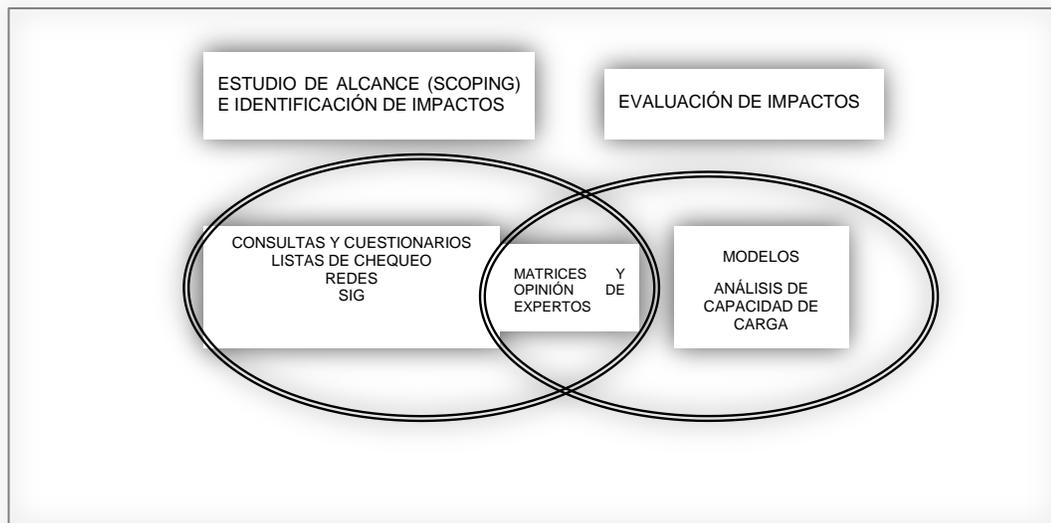 ESTUDIO DE ALCANCE (SCOPING)
E IDENTIFICACIÓN DE IMPACTOS
EVALUACIÓN DE IMPACTOS
CONSULTAS Y CUESTIONARIOS
LISTAS DE CHEQUEO
REDES
SIG
MATRICES Y
OPINIÓN DE
EXPERTOS
MODELOS
ANÁLISIS DE
CAPACIDAD DE
CARGA